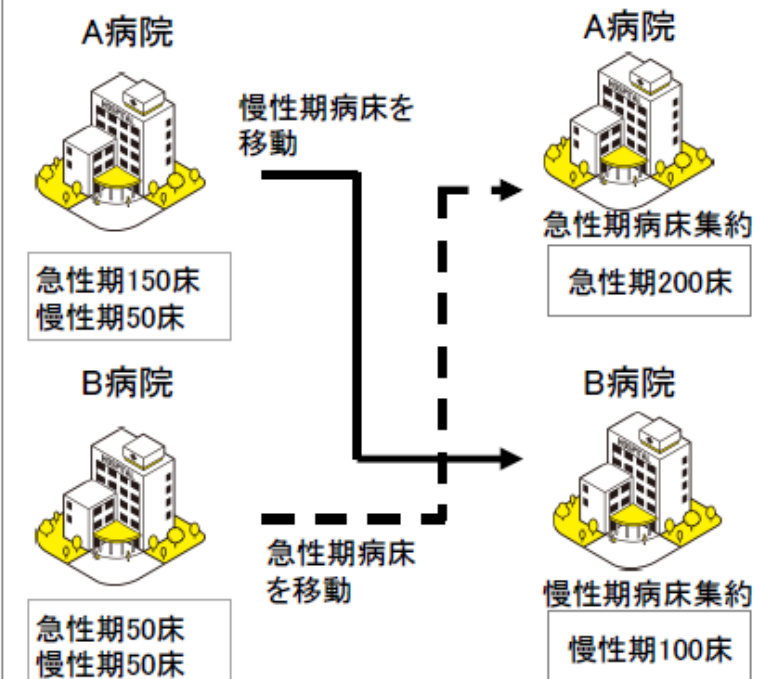 A病院
HOSPITAL
急性期150床
慢性期50床
慢性期病床を
移動
A病院
HOSPITAL
急性期病床集約
急性期200床
B病院
HOSPITAL
急性期50床
慢性期50床
急性期病床
を移動
B病院
HOSPITAL
慢性期病床集約
慢性期100床